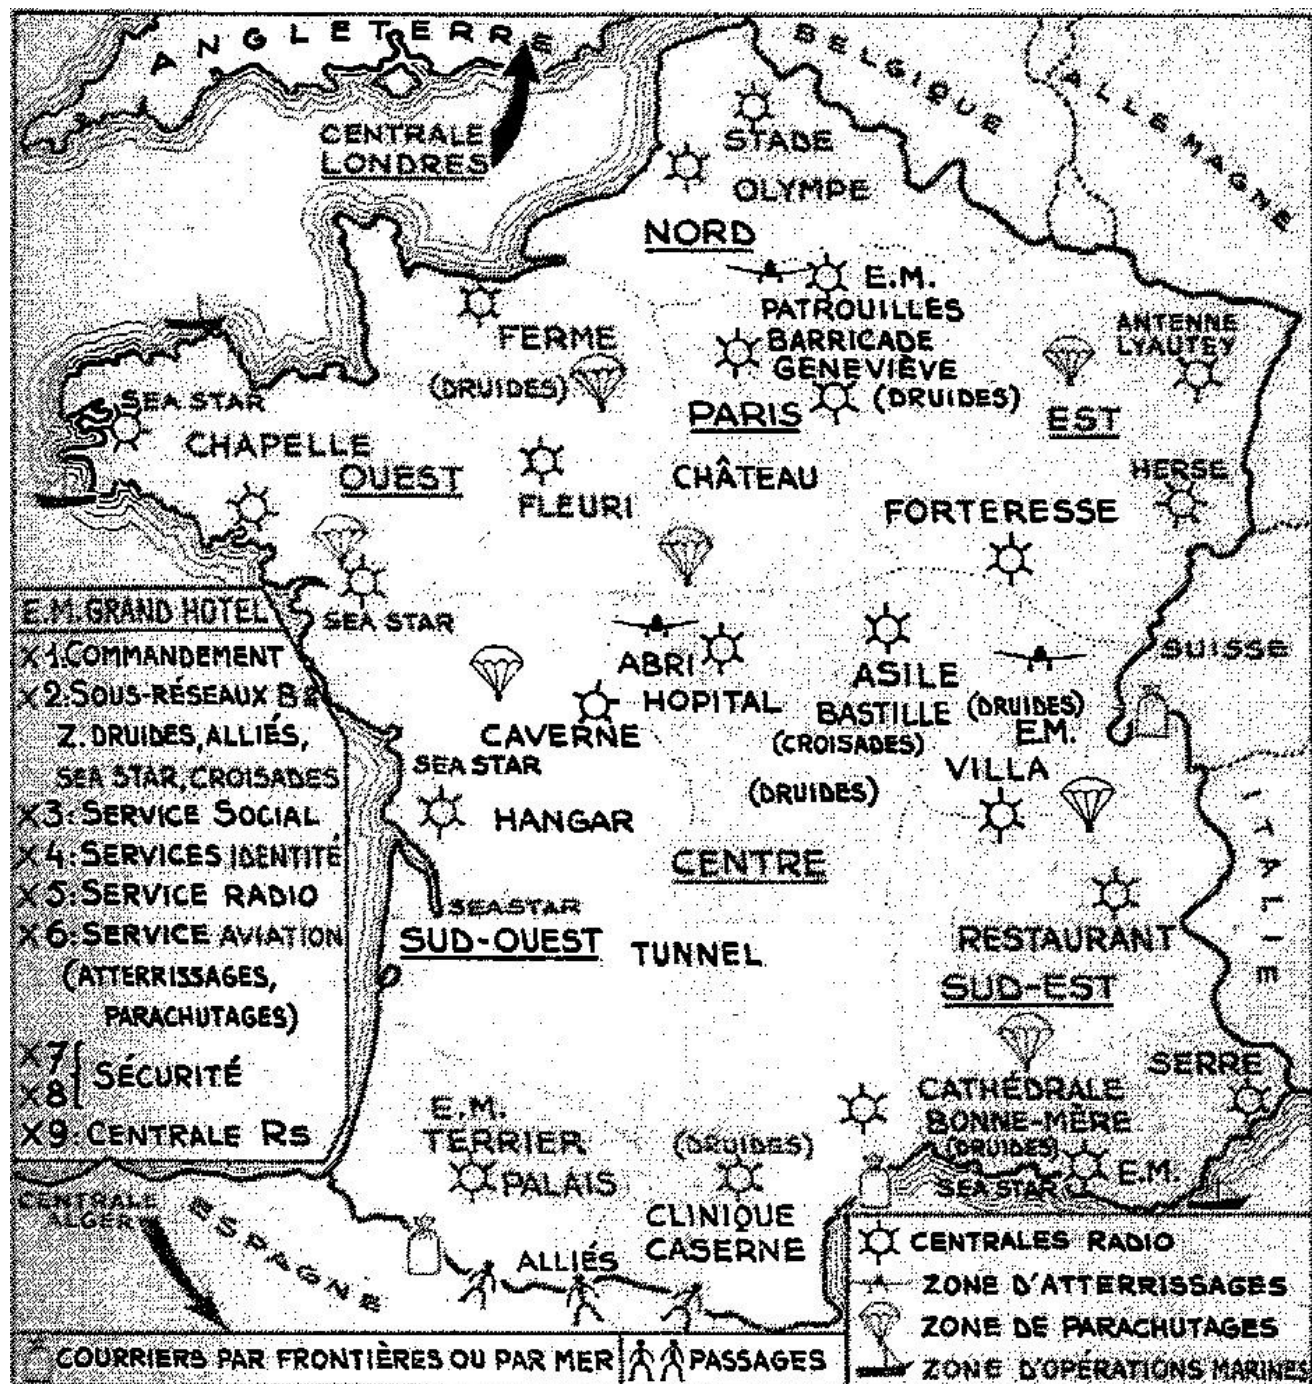 ANGLETERRE
BELGIQUE
ALLEMAGNE
CENTRALE
LONDRES
STADE
OLYMPE
NORD
E.M.
PATROUILLES
BARRICADE
GENEVIÈVE
(DRUIDES)
PARIS
ANTENNE
LYAUTEY
EST
FERME
(DRUIDES)
SEA STAR
CHAPELLE
OUEST
FLEURI
CHÂTEAU
HERSE
FORTERESSE
SEA STAR
ABRI
HOPITAL
ASILE
BASTILLE
(CROISADES)
(DRUIDES)
E.M.
SUISSE
CAVERNE
SEA STAR
HANGAR
(DRUIDES)
VILLA
CENTRE
ITALIE
SEA STAR
SUD-OUEST
TUNNEL
RESTAURANT
SUD-EST
SERRE
CATHÉDRALE
BONNE-MÈRE
(DRUIDES)
SEA STAR
E.M.
E.M.
TERRIER
PALAIS
(DRUIDES)
CLINIQUE
CASERNE
ALLIÉS
ESPAGNE
CENTRALE
ALGER
E.M. GRAND HOTEL
X1: COMMANDEMENT
X2: SOUS-RÉSEAUX B&
Z. DRUIDES, ALLIÉS,
SEA STAR, CROISADES
X3: SERVICE SOCIAL
X4: SERVICES IDENTITÉ
X5: SERVICE RADIO
X6: SERVICE AVIATION
(ATTERRISSAGES,
PARACHUTAGES)
X7
X8 } SÉCURITÉ
X9: CENTRALE RS
CENTRALES RADIO
ZONE D'ATTERRISSAGES
ZONE DE PARACHUTAGES
ZONE D'OPÉRATIONS MARINES
COURRIERS PAR FRONTIÈRES OU PAR MER
PASSAGES